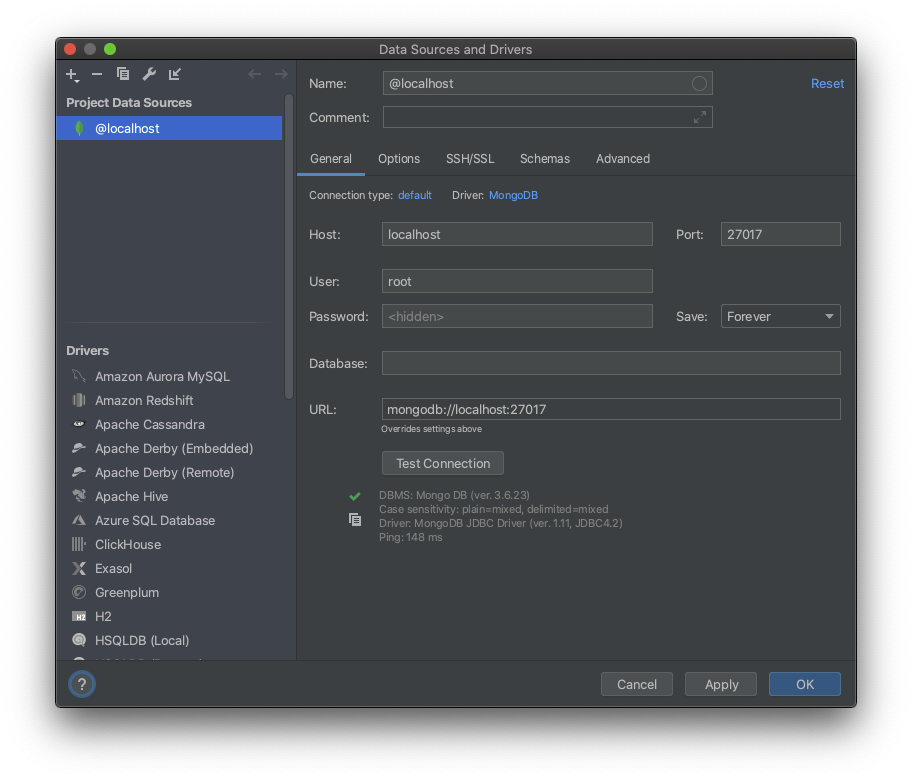 Data Sources and Drivers
Project Data Sources
@localhost
Drivers
Amazon Aurora MySQL
Amazon Redshift
Apache Cassandra
Apache Derby (Embedded)
Apache Derby (Remote)
Apache Hive
Azure SQL Database
ClickHouse
Exasol
Greenplum
H2
HSQLDB (Local)
Name: @localhost Reset
Comment:
General Options SSH/SSL Schemas Advanced
Connection type: default Driver: MongoDB
Host: localhost Port: 27017
User: root
Password: <hidden> Save: Forever
Database:
URL: mongodb://localhost:27017
Overrides settings above
Test Connection
DBMS: Mongo DB (ver. 3.6.23)
Case sensitivity: plain=mixed, delimited=mixed
Driver: MongoDB JDBC Driver (ver. 1.11, JDBC4.2)
Ping: 148 ms
? Cancel Apply OK